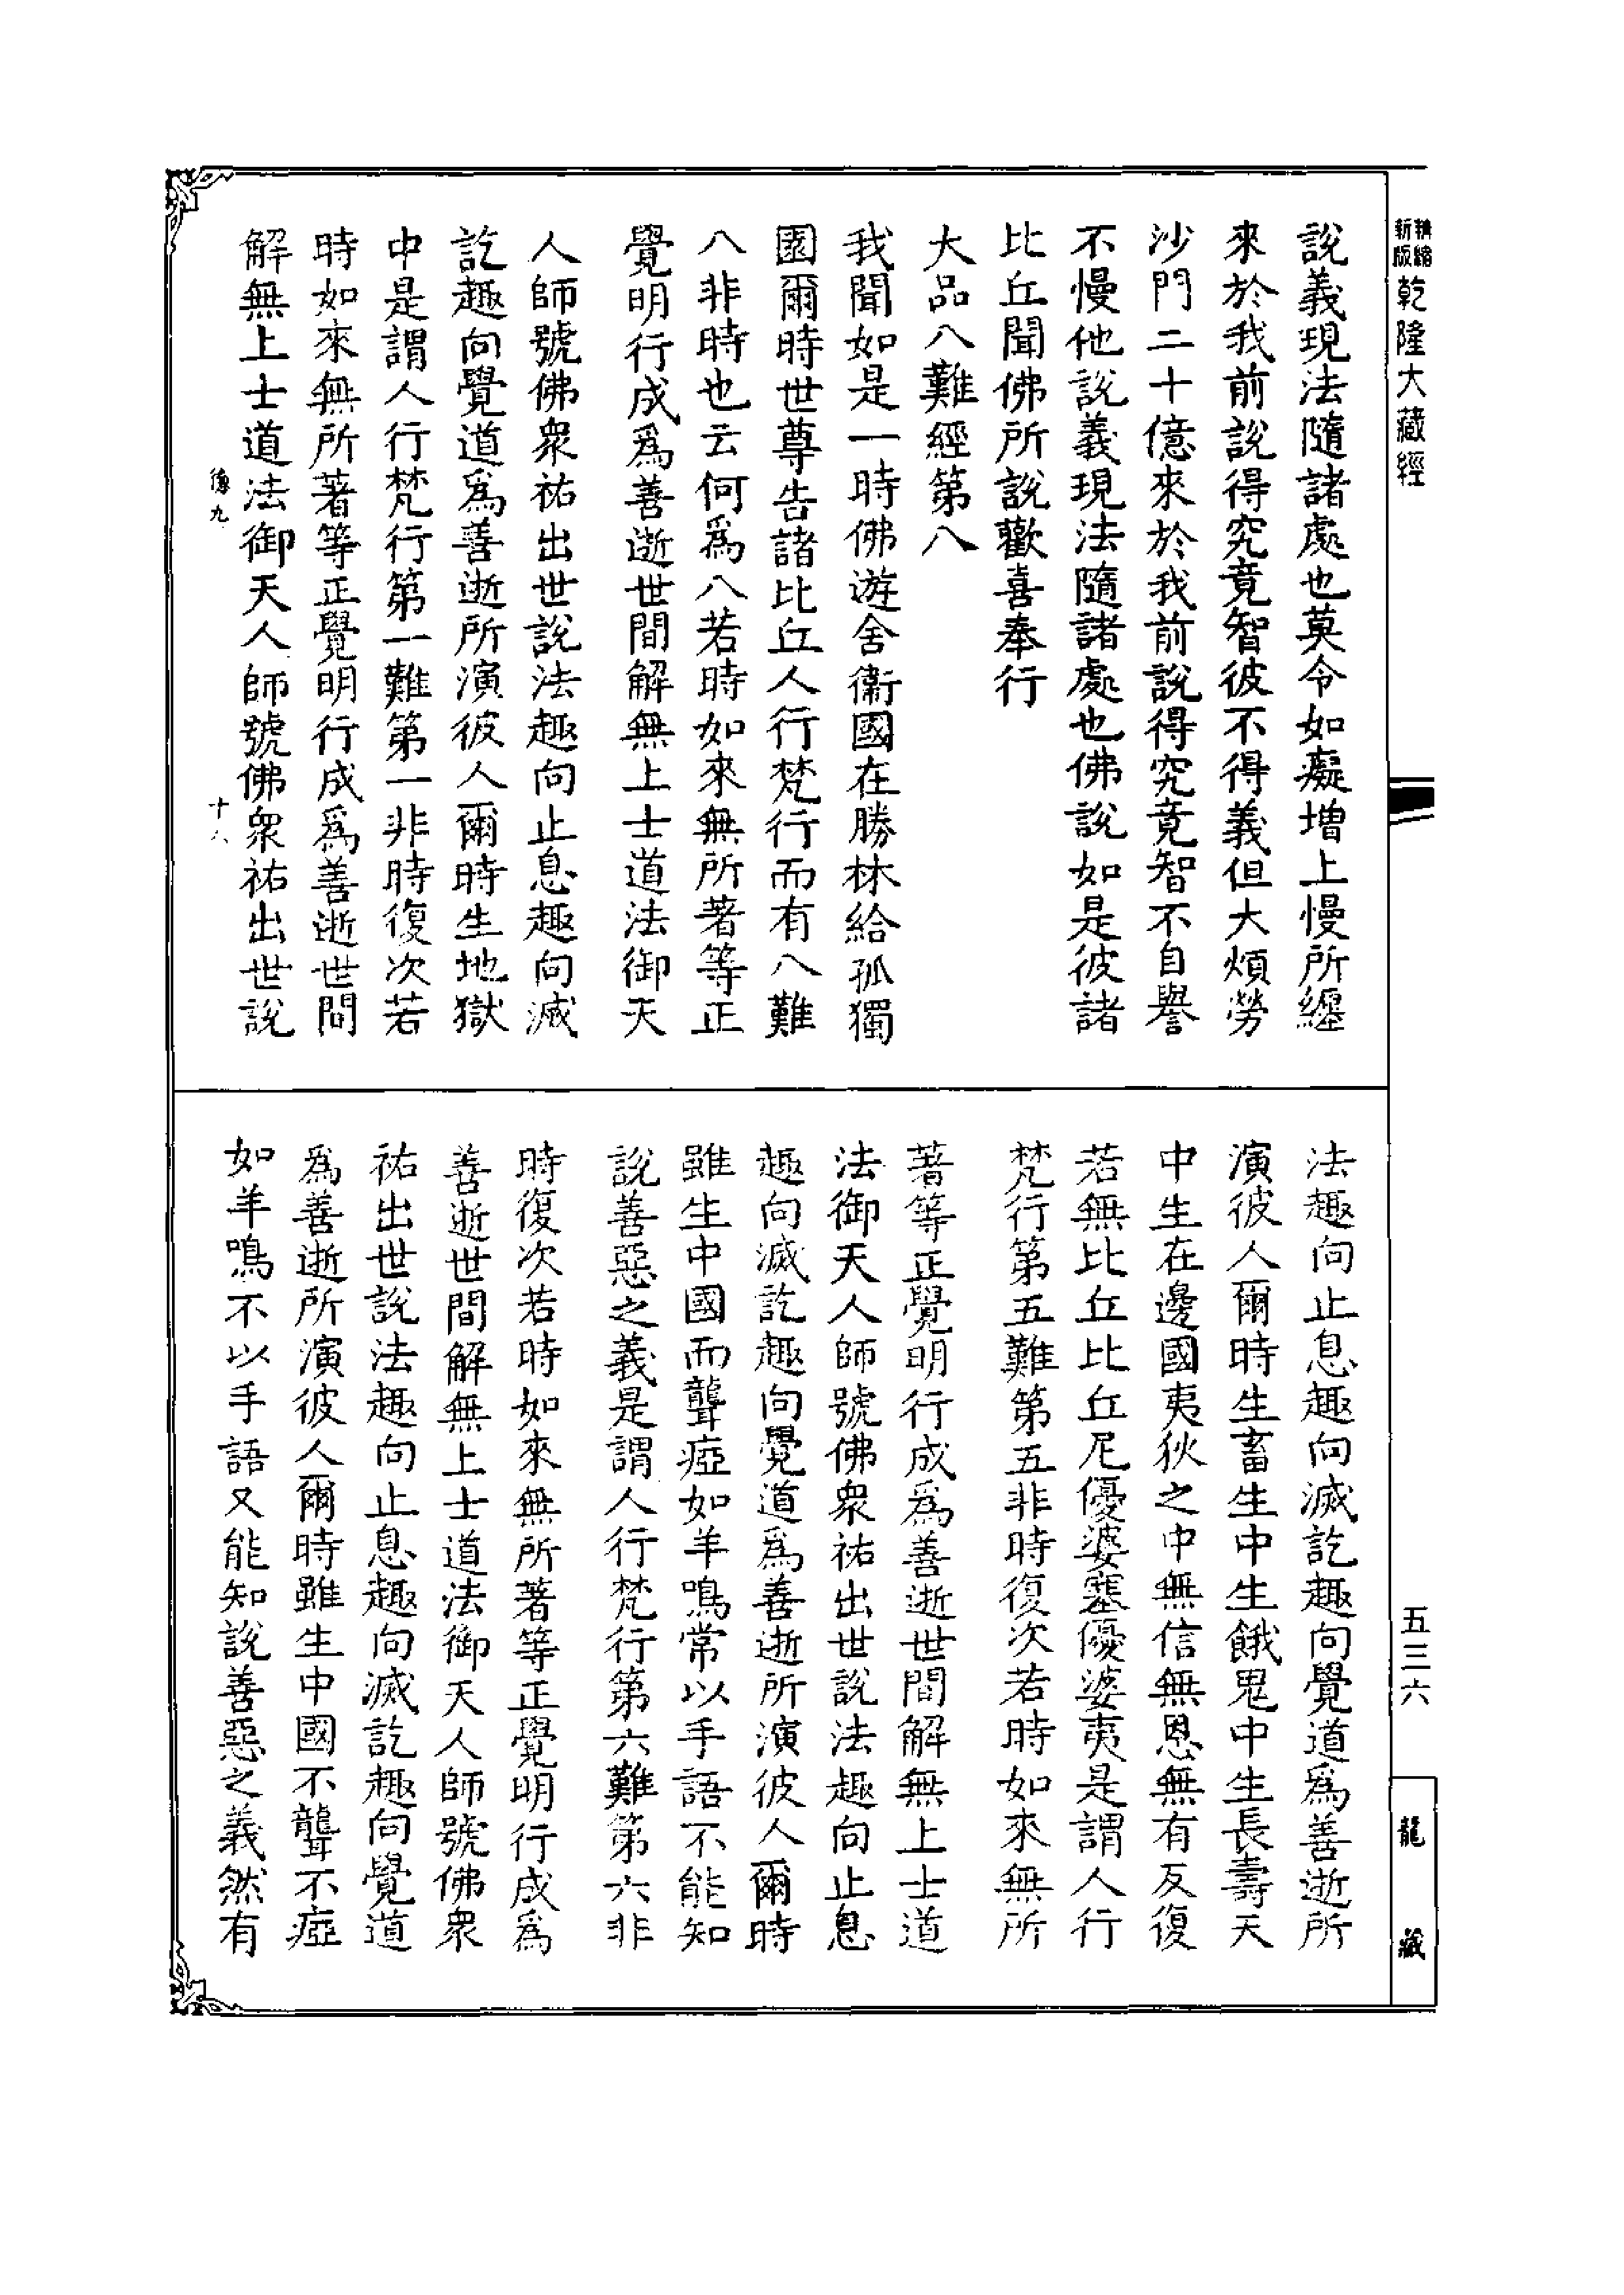 精縮
新版
乾隆大藏經
說義現法隨諸處也莫令如癡增上慢所纏
來於我前說得究竟智彼不得義但大煩勞
沙門二十億來於我前說得究竟智不自譽
不慢他說義現法隨諸處也佛說如是彼諸
比丘聞佛所說歡喜奉行
大品八難經第八
我聞如是一時佛遊舍衞國在勝林給孤獨
園爾時世尊告諸比丘人行梵行而有八難
八非時也云何爲八若時如來無所著等正
覺明行成爲善逝世間解無上士道法御天
人師號佛衆祐出世說法趣向止息趣向滅
訖趣向覺道爲善逝所演彼人爾時生地獄
中是謂人行梵行第一難第一非時復次若
時如來無所著等正覺明行成爲善逝世間
解無上士道法御天人師號佛衆祐出世說
德九
十八
法趣向止息趣向滅訖趣向覺道爲善逝所
演彼人爾時生畜生中生餓鬼中生長壽天
中生在邊國夷狄之中無信無恩無有反復
若無比丘比丘尼優婆塞優婆夷是謂人行
梵行第五難第五非時復次若時如來無所
著等正覺明行成爲善逝世間解無上士道
法御天人師號佛衆祐出世說法趣向止息
趣向滅訖趣向覺道爲善逝所演彼人爾時
雖生中國而聾瘂如羊鳴常以手語不能知
說善惡之義是謂人行梵行第六難第六非
時復次若時如來無所著等正覺明行成爲
善逝世間解無上士道法御天人師號佛衆
祐出世說法趣向止息趣向滅訖趣向覺道
爲善逝所演彼人爾時雖生中國不聾不瘂
如羊鳴不以手語又能知說善惡之義然有
五三六
龍藏